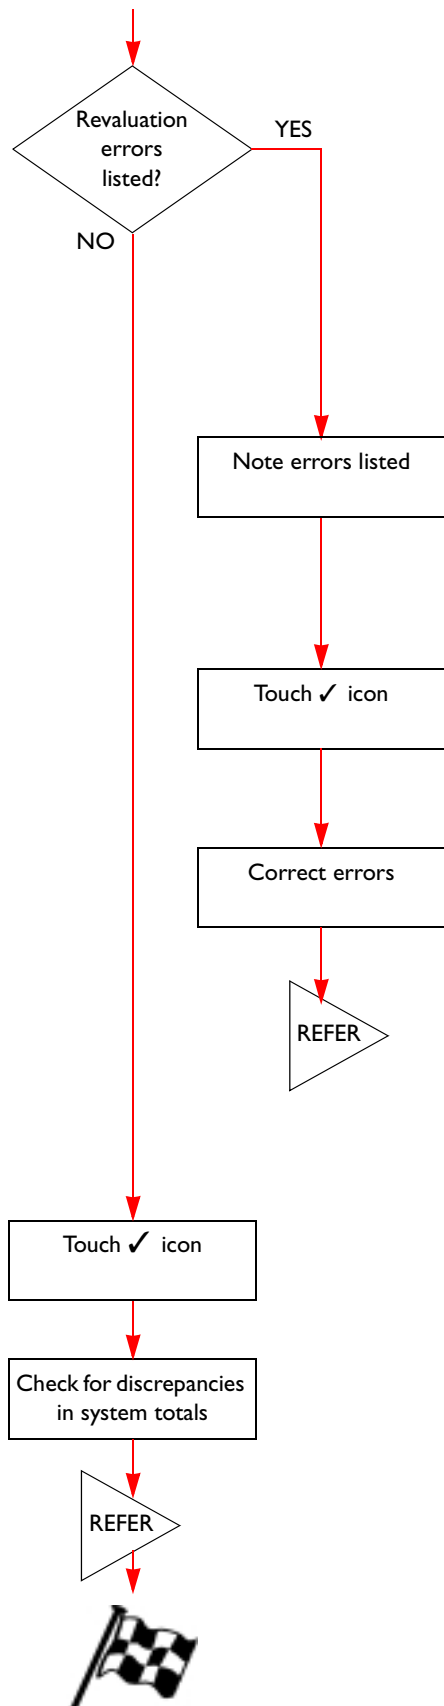 Revaluation
errors
listed?
YES
NO
Note errors listed
Touch ✓ icon
Correct errors
REFER
Touch ✓ icon
Check for discrepancies
in system totals
REFER